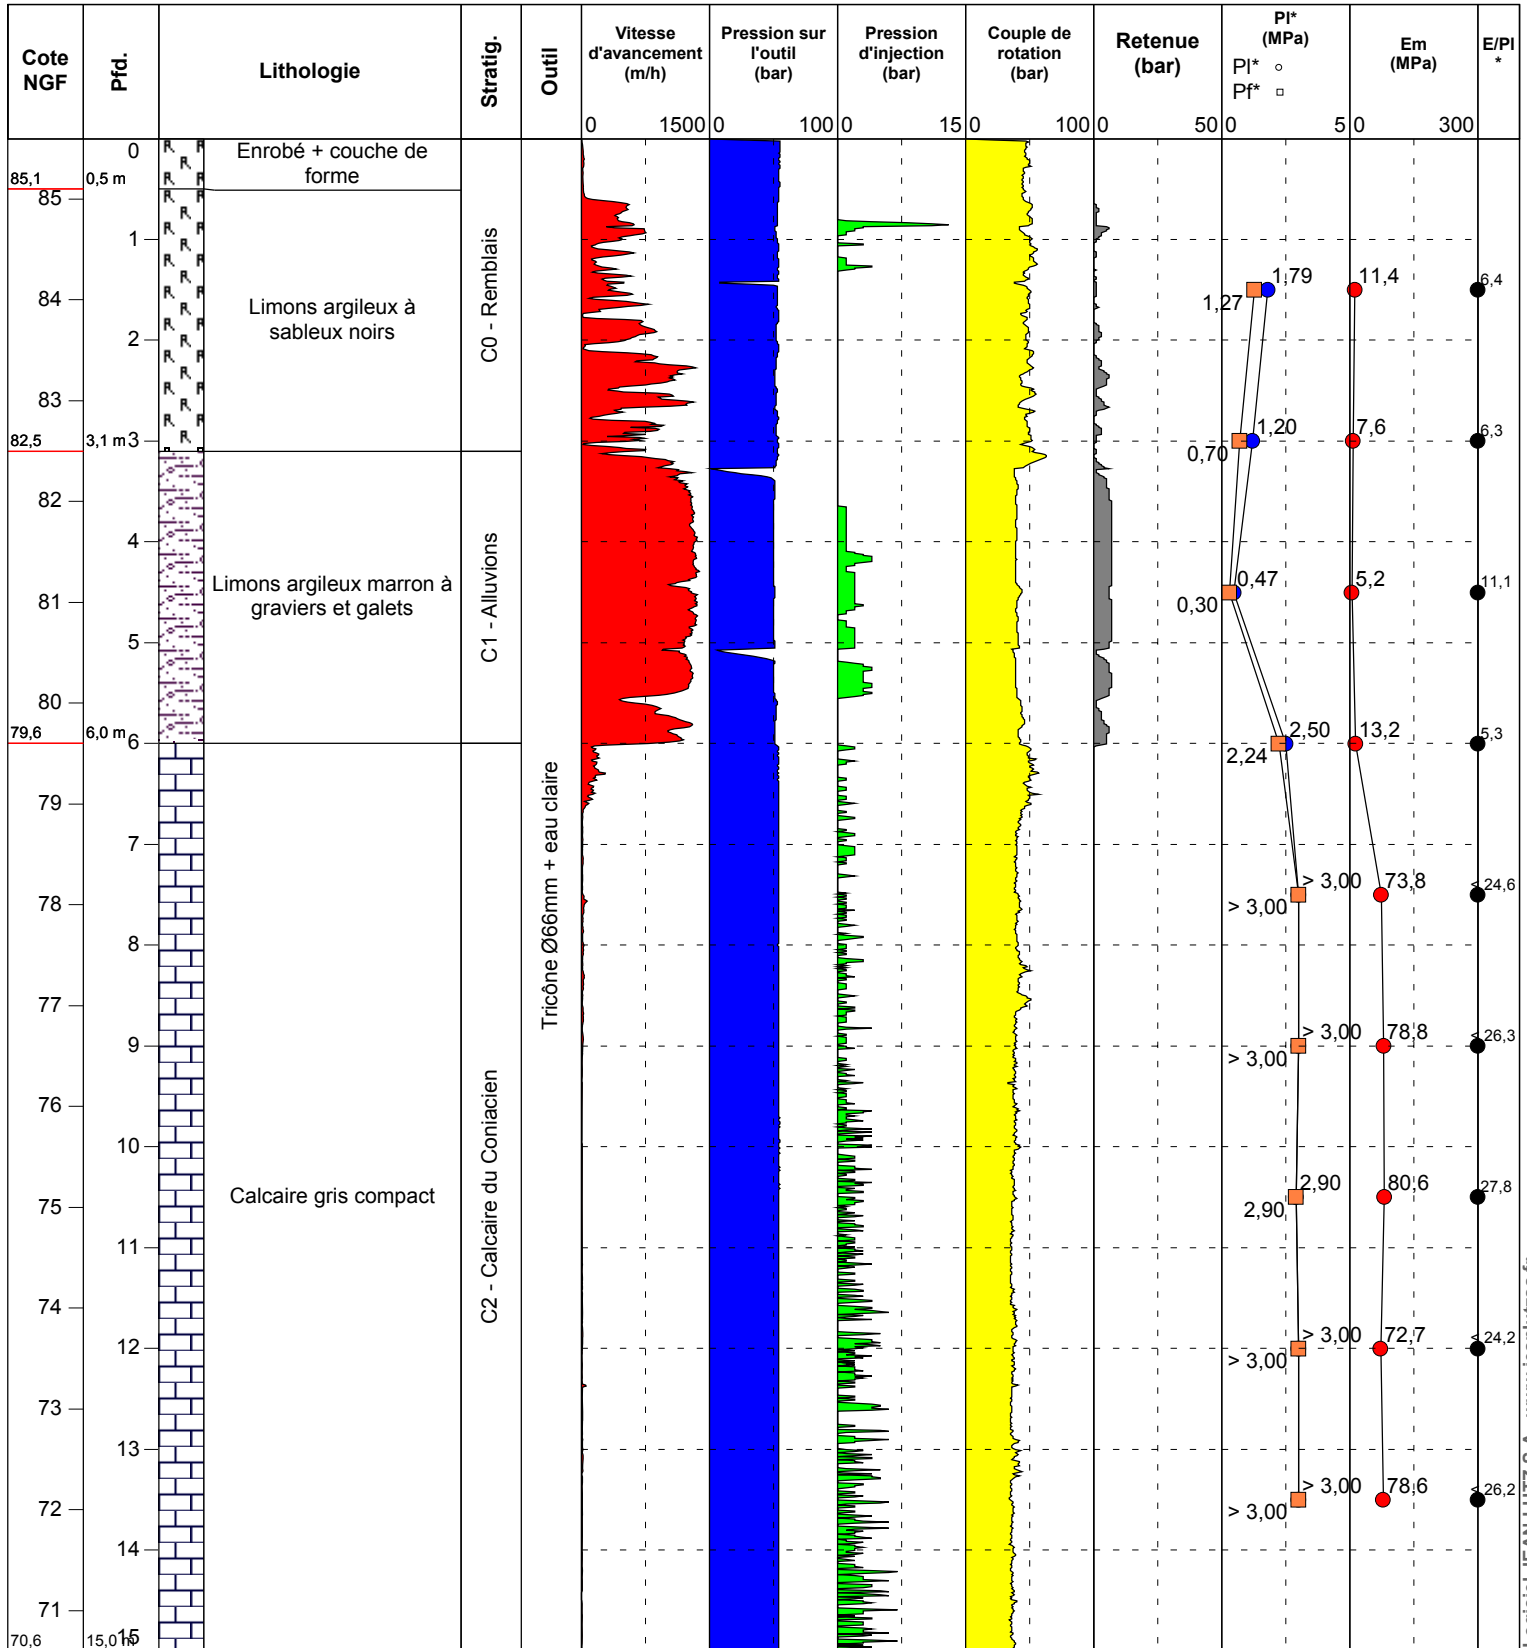 Cote NGF
Pfd.
Lithologie
Stratig.
Outil
Vitesse d'avancement (m/h)
Pression sur l'outil (bar)
Pression d'injection (bar)
Couple de rotation (bar)
Retenue (bar)
Pl* (MPa)
Pl*
Pf*
Em (MPa)
E/Pl *
0 1500
0 100
0 15
0 100
0 50
0 5
0 300
0
85,1 0,5 m
85
1
84
2
83
82,5 3,1 m
3
82
4
81
5
80
79,6 6,0 m
6
79
7
78
8
77
9
76
10
75
11
74
12
73
13
72
14
71
15
70,6 15,0 m
Enrobé + couche de
forme
Limons argileux à
sableux noirs
Limons argileux marron à
graviers et galets
Calcaire gris compact
C0 - Remblais
C1 - Alluvions
C2 - Calcaire du Coniacien
Tricône Ø66mm + eau claire
1,27 1,79 11,4 6,4
0,70 1,20 7,6 6,3
0,30 0,47 5,2 11,1
2,24 2,50 13,2 5,3
> 3,00 > 3,00 73,8 < 24,6
> 3,00 > 3,00 78,8 < 26,3
2,90 2,90 80,6 27,8
> 3,00 > 3,00 72,7 < 24,2
> 3,00 > 3,00 78,6 < 26,2